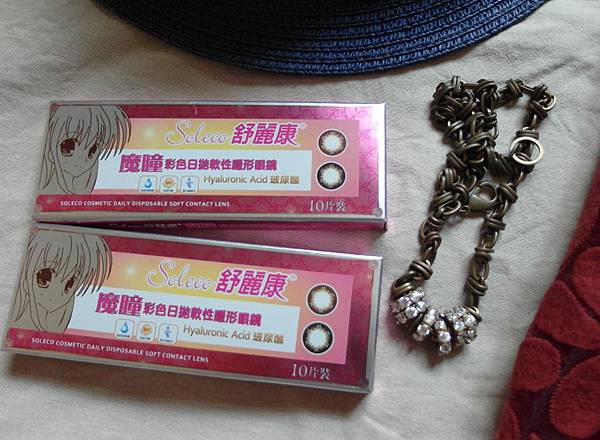 Soleco 舒麗康®
魔瞳 彩色日拋軟性隱形眼鏡
Hyaluronic Acid 玻尿酸
SOLECO COSMETIC DAILY DISPOSABLE SOFT CONTACT LENS
10片裝
Soleco 舒麗康®
魔瞳 彩色日拋軟性隱形眼鏡
Hyaluronic Acid 玻尿酸
SOLECO COSMETIC DAILY DISPOSABLE SOFT CONTACT LENS
10片裝